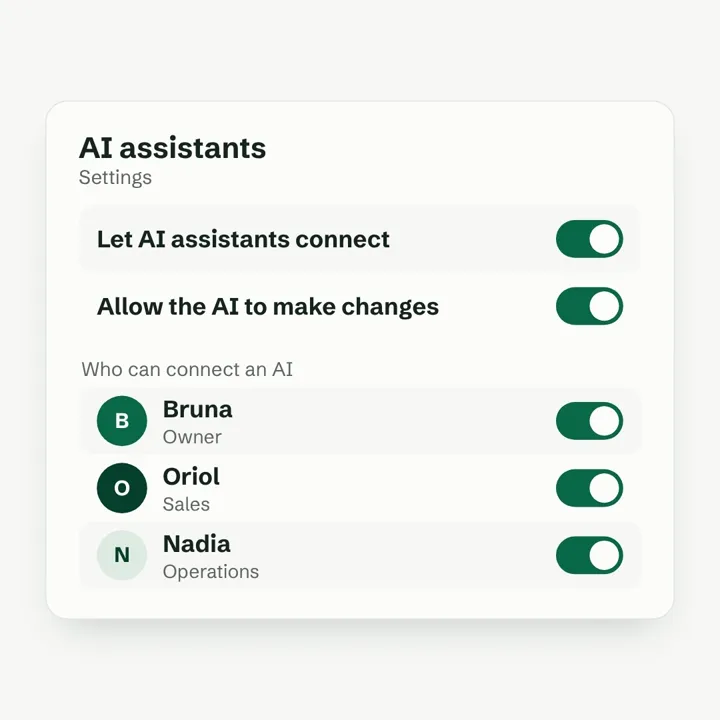 AI assistants
Settings
Let AI assistants connect
Allow the AI to make changes
Who can connect an AI
B
Bruna
Owner
O
Oriol
Sales
N
Nadia
Operations